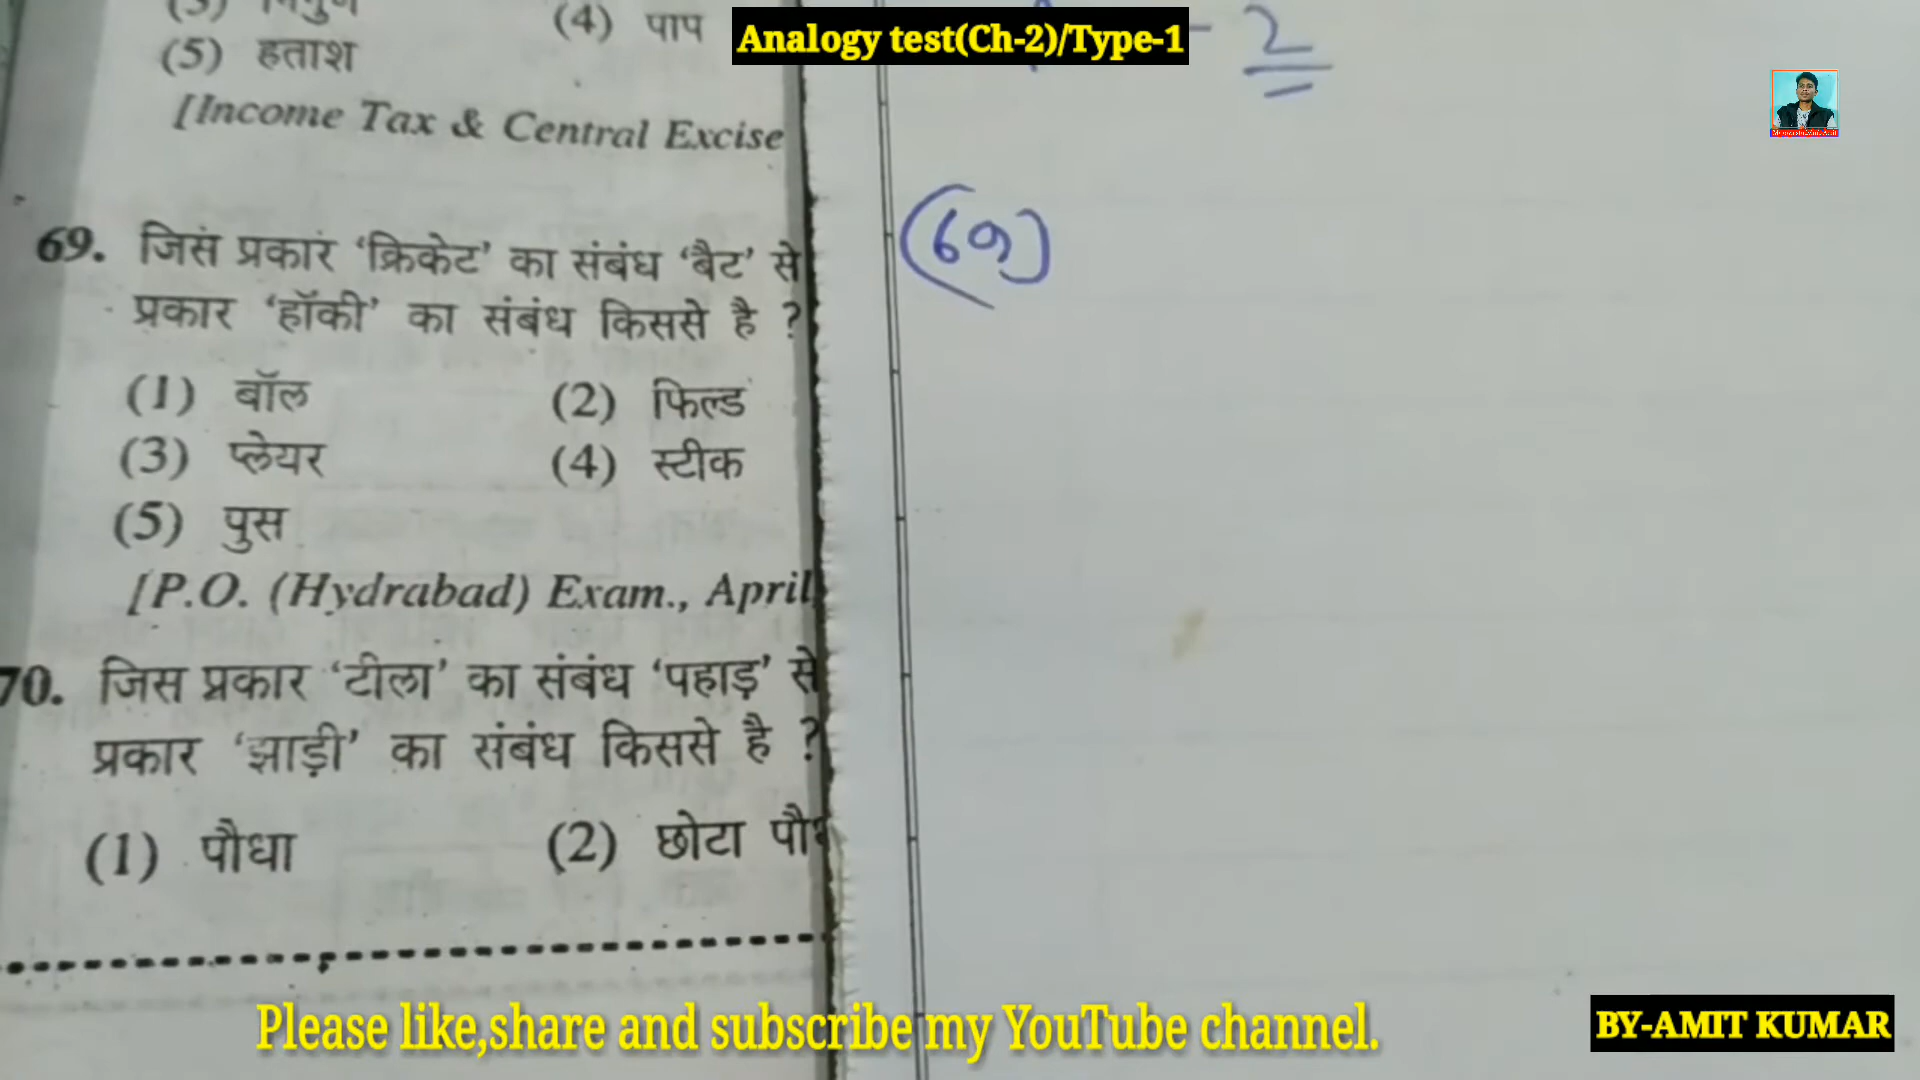 (4) पाप
(5) हताश
[Income Tax & Central Excise
Analogy test(Ch-2)/Type-1
- 2
69. जिस प्रकार ‘क्रिकेट’ का संबंध ‘बैट’ से
प्रकार ‘हॉकी’ का संबंध किससे है ?
(1) बॉल (2) फिल्ड
(3) प्लेयर (4) स्टीक
(5) पुस
[P.O. (Hydrabad) Exam., April
(69)
70. जिस प्रकार ‘टीला’ का संबंध ‘पहाड़’ से
प्रकार ‘झाड़ी’ का संबंध किससे है ?
(1) पौधा (2) छोटा
Please like,share and subscribe my YouTube channel.
BY-AMIT KUMAR